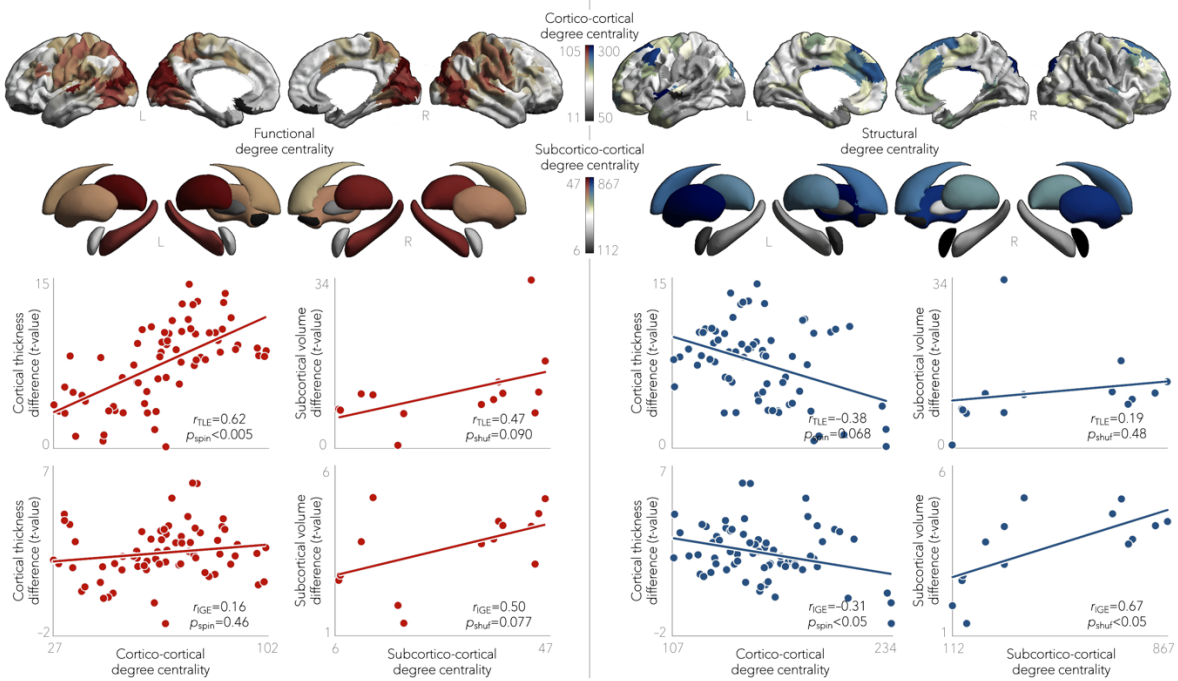 Cortico-cortical
degree centrality
105 300
11 50
L
R
L
R
Functional
degree centrality
Structural
degree centrality
Subcortico-cortical
degree centrality
47 867
6 112
L
R
L
R
Cortical thickness
difference (t-value)
15
0
rTLE=0.62
pspin<0.005
Subcortical volume
difference (t-value)
34
0
rTLE=0.47
pshuf=0.090
Cortical thickness
difference (t-value)
15
0
rTLE=-0.38
pspin=0.068
Subcortical volume
difference (t-value)
34
0
rTLE=0.19
pshuf=0.48
Cortical thickness
difference (t-value)
7
-2
rIGE=0.16
pspin=0.46
27 102
Cortico-cortical
degree centrality
Subcortical volume
difference (t-value)
6
1
rIGE=0.50
pshuf=0.077
6 47
Subcortico-cortical
degree centrality
Cortical thickness
difference (t-value)
7
-2
rIGE=-0.31
pspin<0.05
107 234
Cortico-cortical
degree centrality
Subcortical volume
difference (t-value)
6
1
rIGE=0.67
pshuf<0.05
112 867
Subcortico-cortical
degree centrality